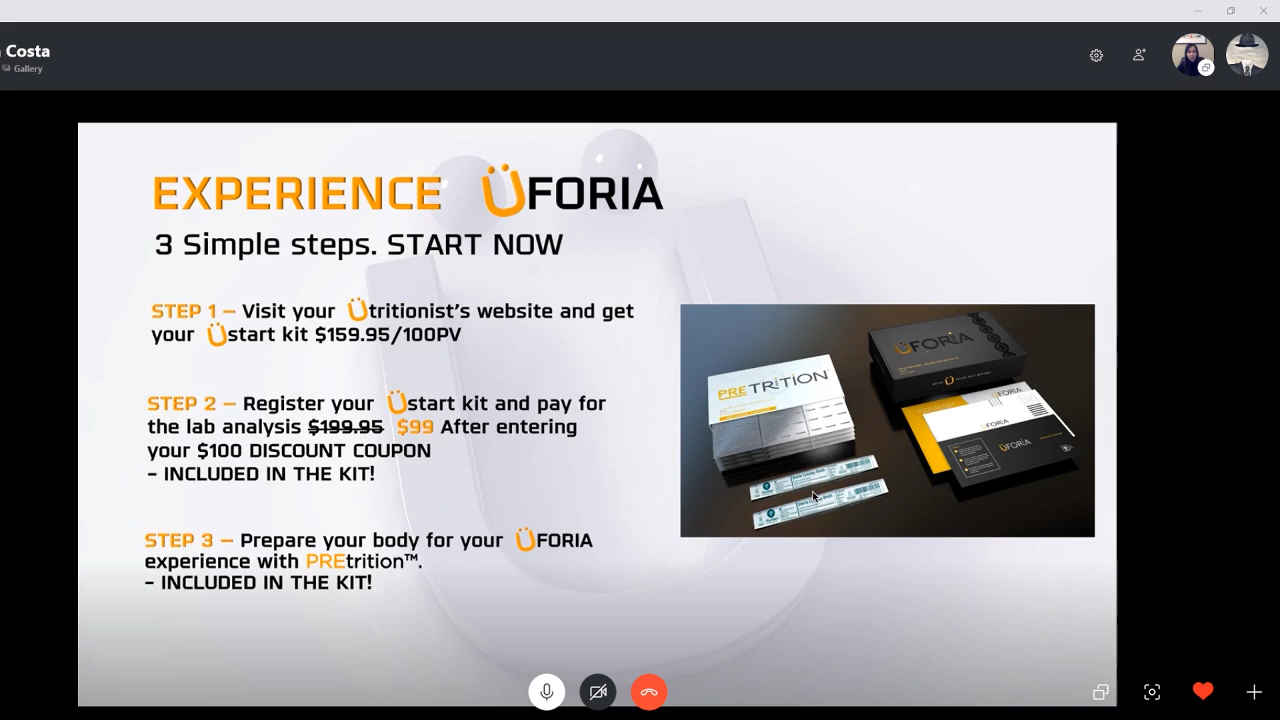 Costa
Gallery
EXPERIENCE ÜFORIA
3 Simple steps. START NOW
STEP 1 – Visit your Ütritionist's website and get
your Üstart kit $159.95/100PV
STEP 2 – Register your Üstart kit and pay for
the lab analysis $199.95 $99 After entering
your $100 DISCOUNT COUPON
– INCLUDED IN THE KIT!
STEP 3 – Prepare your body for your ÜFORIA
experience with PREtrition™.
– INCLUDED IN THE KIT!
ÜFORIA
PRETRITION
ÜFORIA
ÜFORIA